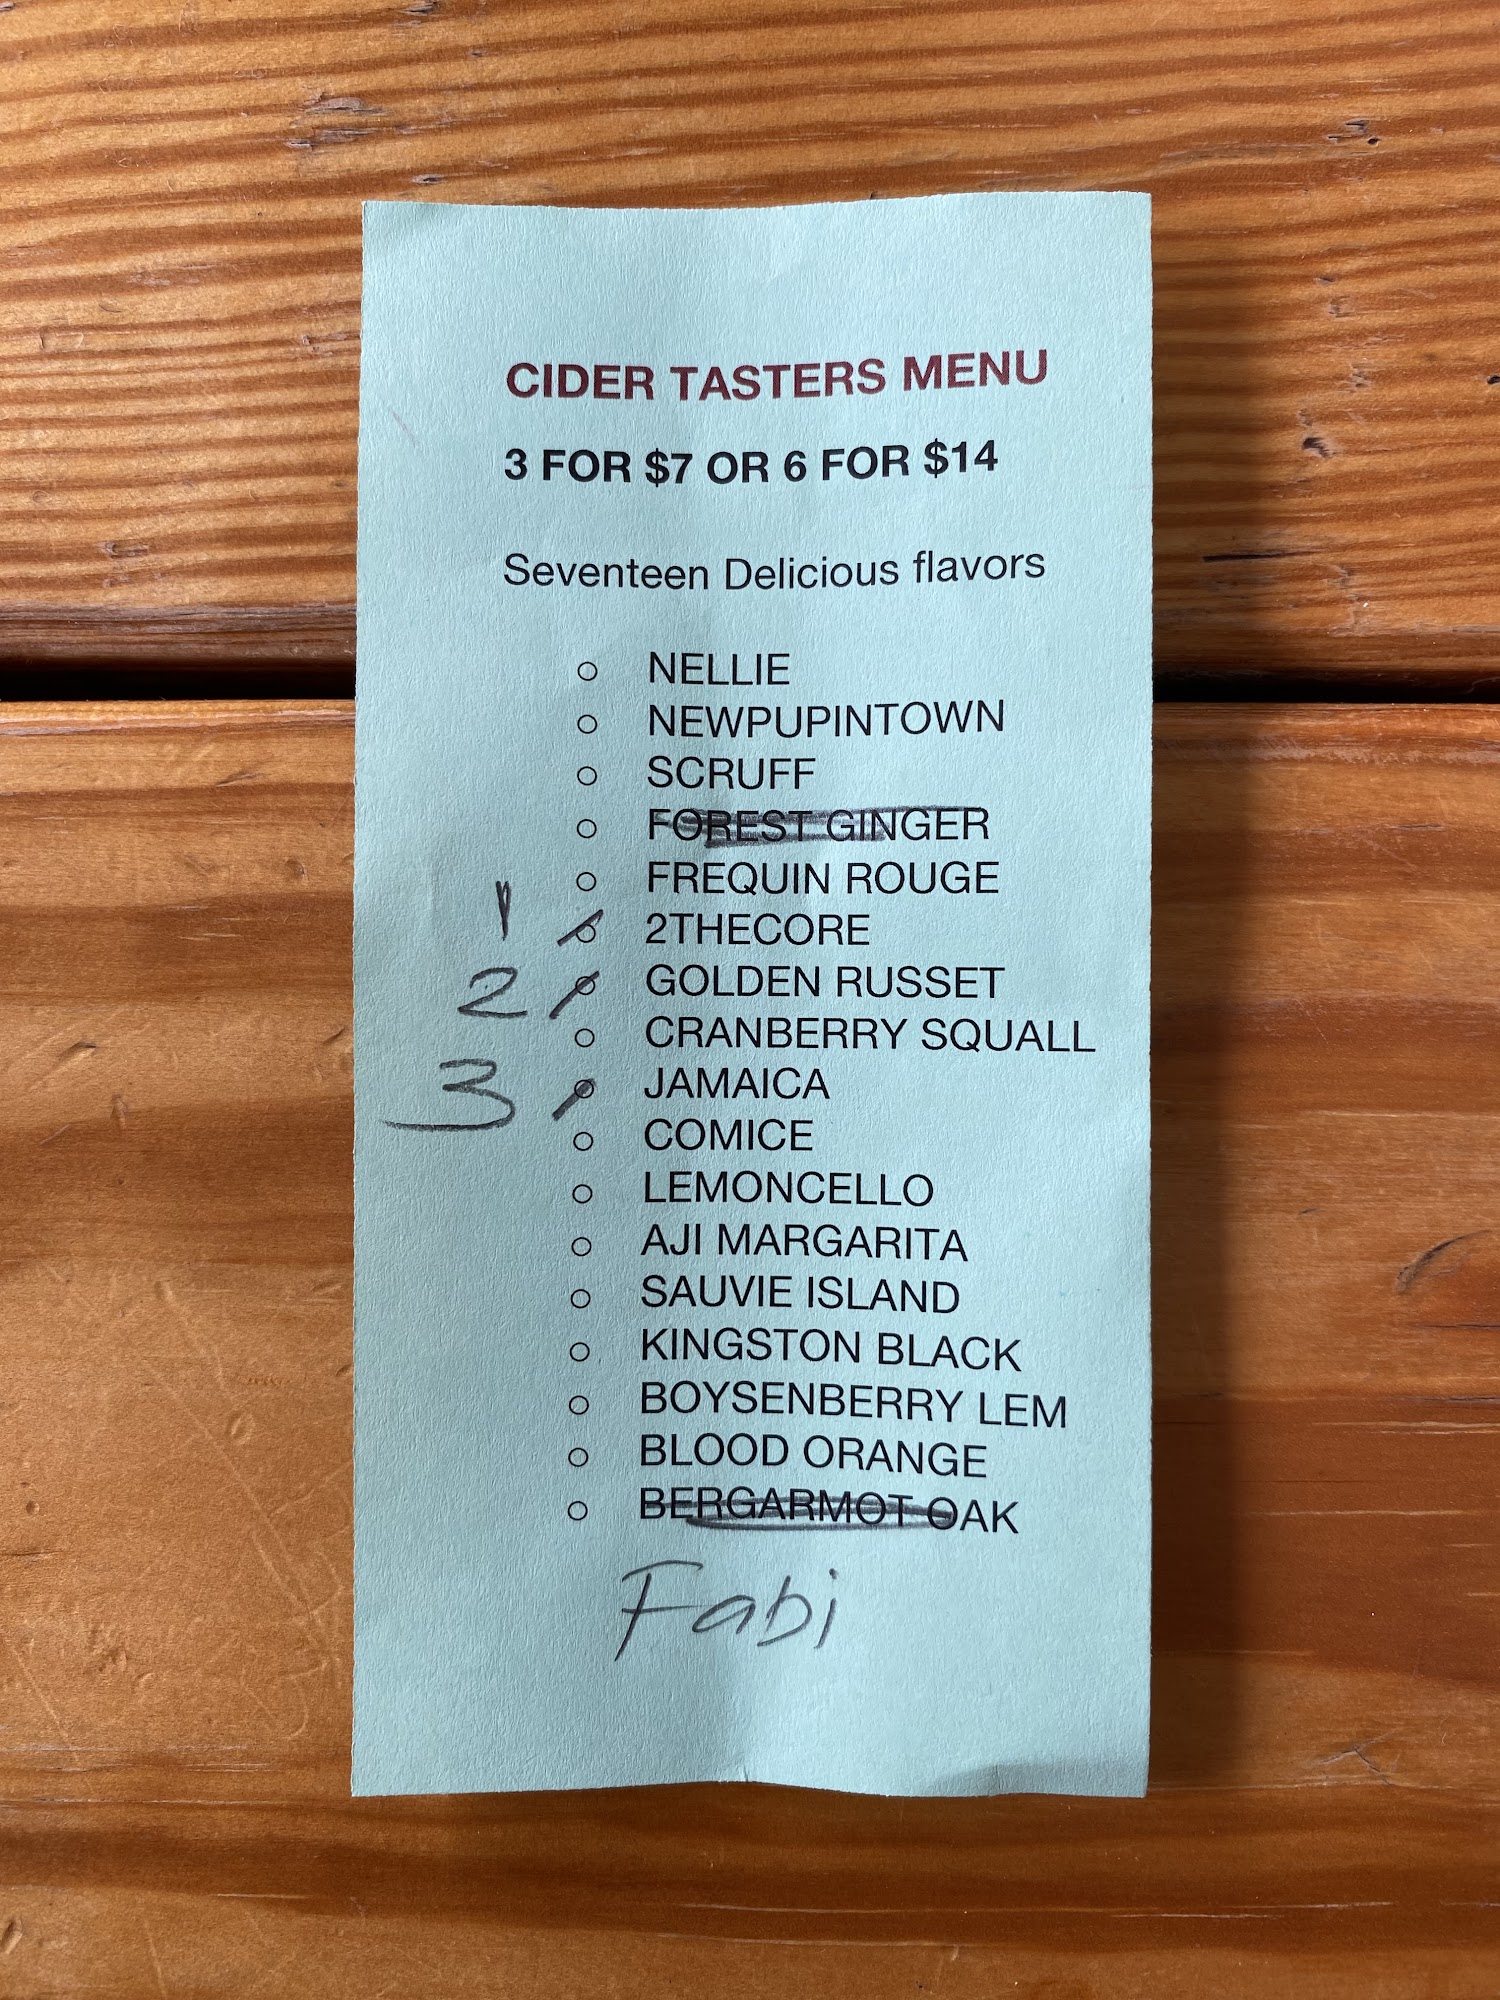 CIDER TASTERS MENU
3 FOR $7 OR 6 FOR $14
Seventeen Delicious flavors
NELLIE
NEWPUPINTOWN
SCRUFF
FOREST GINGER
FREQUIN ROUGE
1 2THECORE
2 GOLDEN RUSSET
CRANBERRY SQUALL
3 JAMAICA
COMICE
LEMONCELLO
AJI MARGARITA
SAUVIE ISLAND
KINGSTON BLACK
BOYSENBERRY LEM
BLOOD ORANGE
BERGARMOT OAK
Fabi